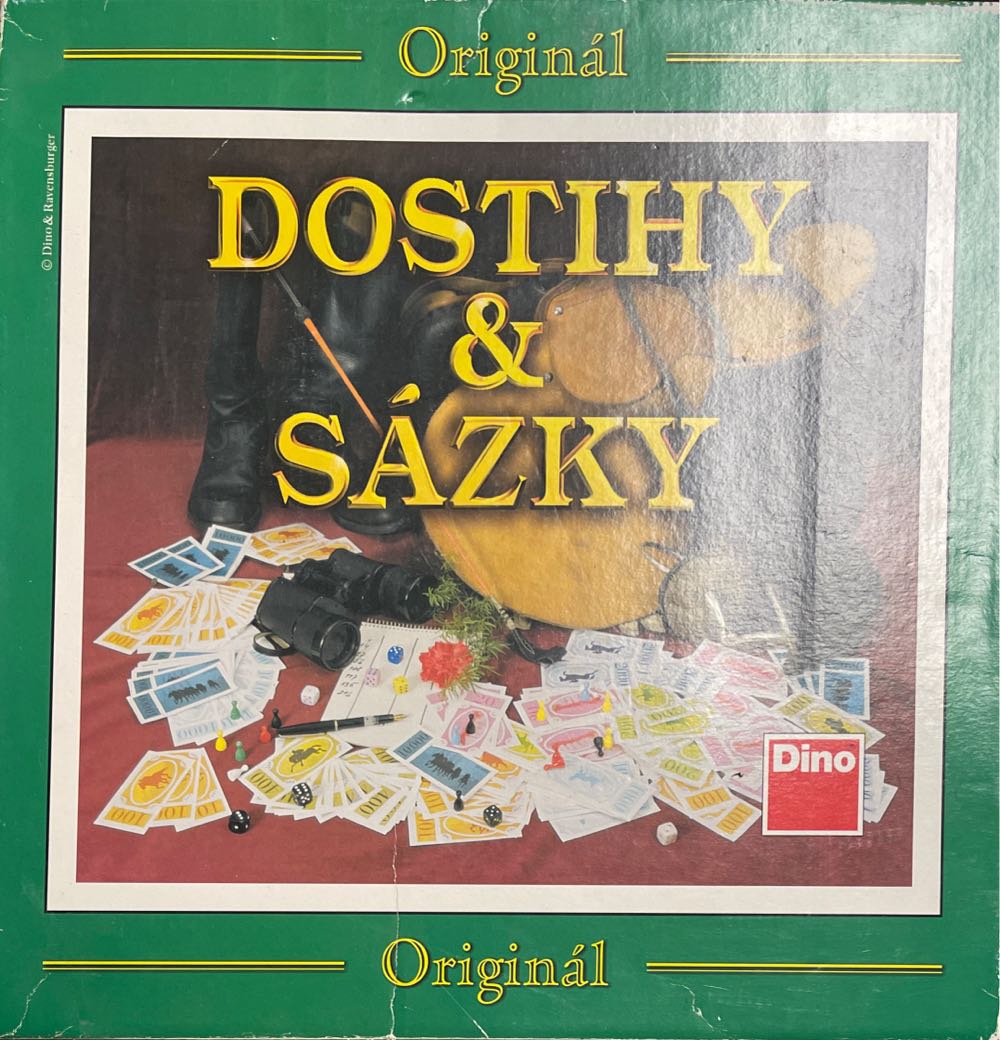 Originál
© Dino & Ravensburger
DOSTIHY
&
SÁZKY
Dino
Originál